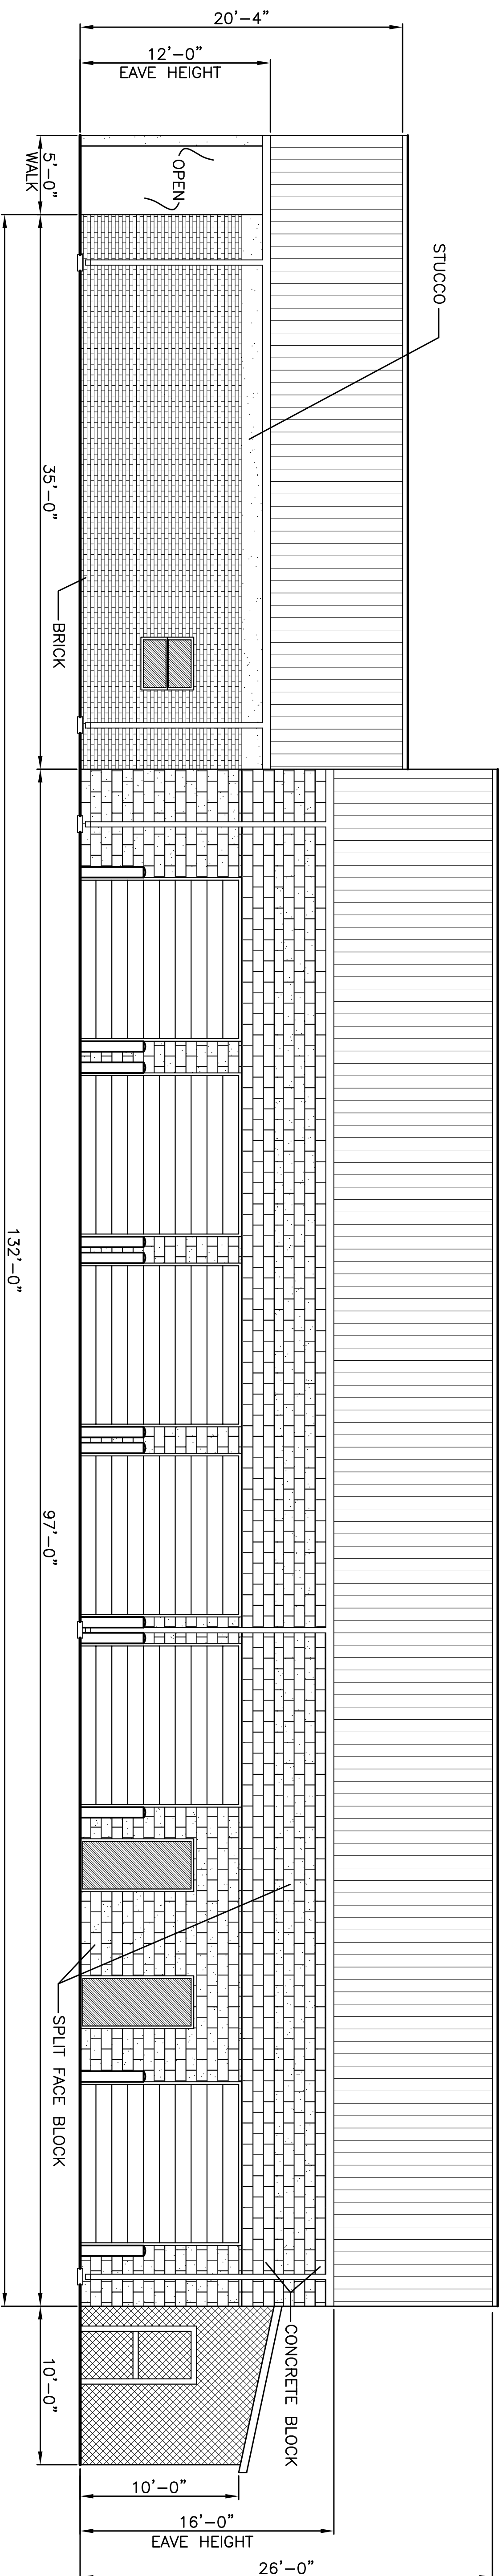 20'-4"
12'-0"
EAVE HEIGHT
5'-0"
WALK
OPEN
STUCCO
35'-0"
BRICK
132'-0"
97'-0"
SPLIT FACE BLOCK
CONCRETE BLOCK
10'-0"
10'-0"
16'-0"
EAVE HEIGHT
26'-0"